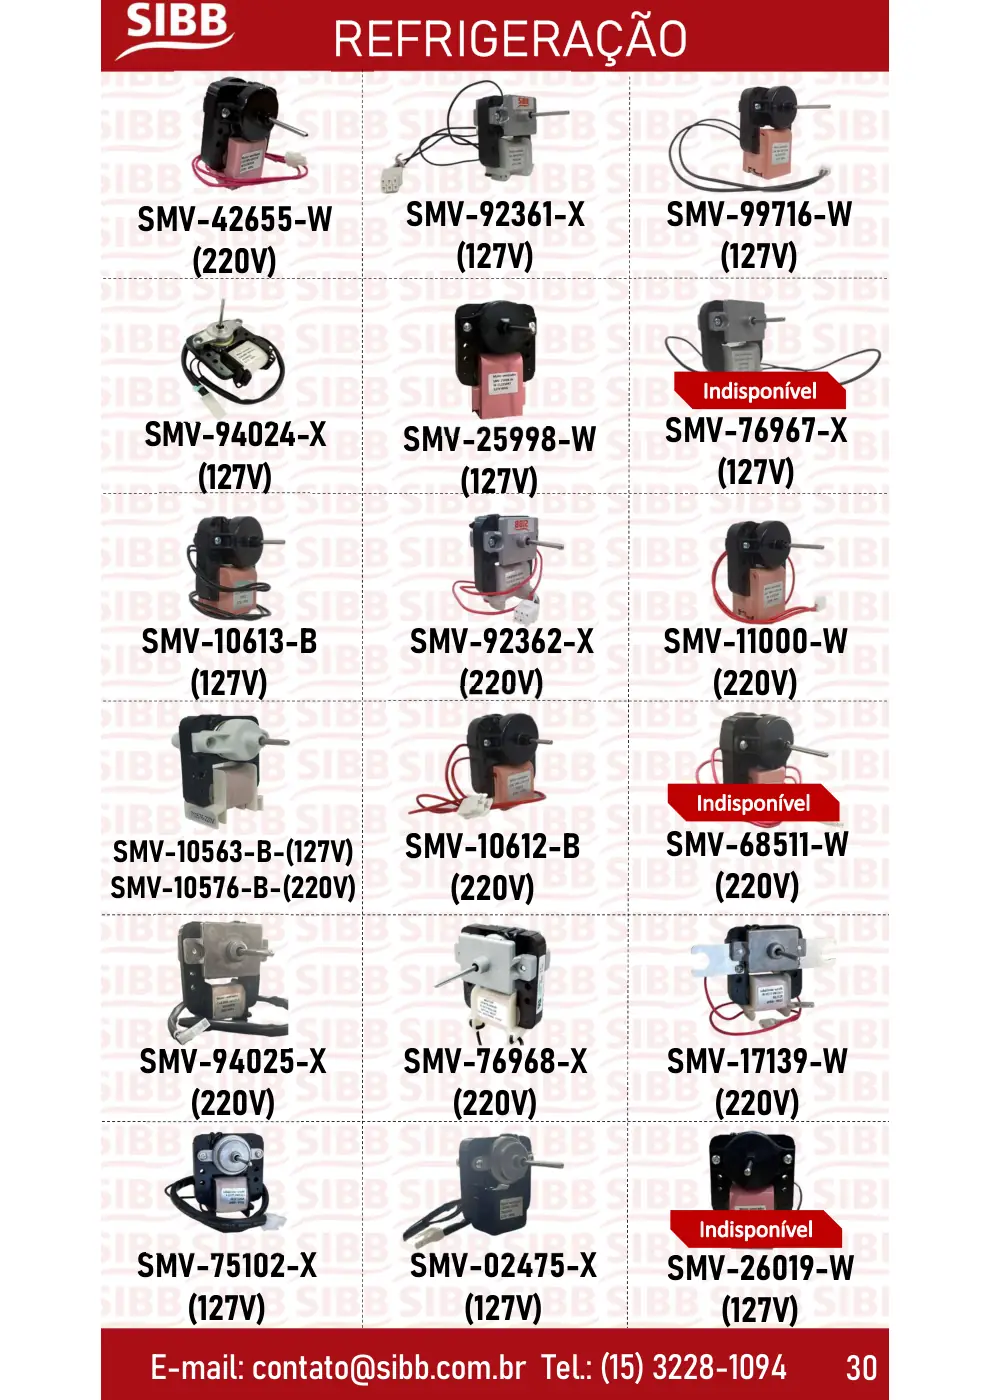 SIBB
REFRIGERAÇÃO
SMV-42655-W
(220V)
SMV-92361-X
(127V)
SMV-99716-W
(127V)
SMV-94024-X
(127V)
SMV-25998-W
(127V)
Indisponível
SMV-76967-X
(127V)
SMV-10613-B
(127V)
SMV-92362-X
(220V)
SMV-11000-W
(220V)
SMV-10563-B-(127V)
SMV-10576-B-(220V)
SMV-10612-B
(220V)
Indisponível
SMV-68511-W
(220V)
SMV-94025-X
(220V)
SMV-76968-X
(220V)
SMV-17139-W
(220V)
SMV-75102-X
(127V)
SMV-02475-X
(127V)
Indisponível
SMV-26019-W
(127V)
E-mail: contato@sibb.com.br Tel.: (15) 3228-1094
30